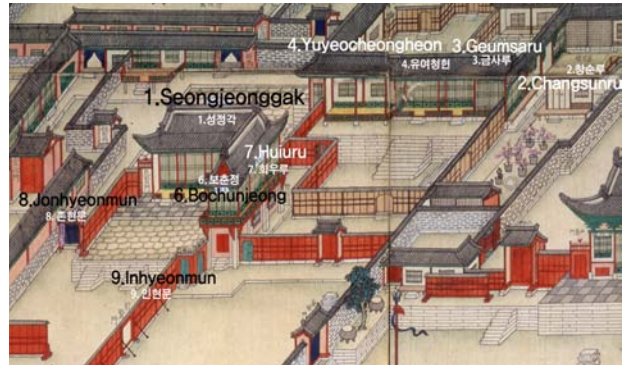 4.Yuyeocheongheon
4.유여청헌
3.Geumsaru
3.금사루
2.창순루
2.Changsunru
1.Seongjeonggak
1.성정각
7.Huiuru
7.희우루
6.보춘정
6.Bochunjeong
8.Jonhyeonmun
8.존현문
9.Inhyeonmun
9.인현문